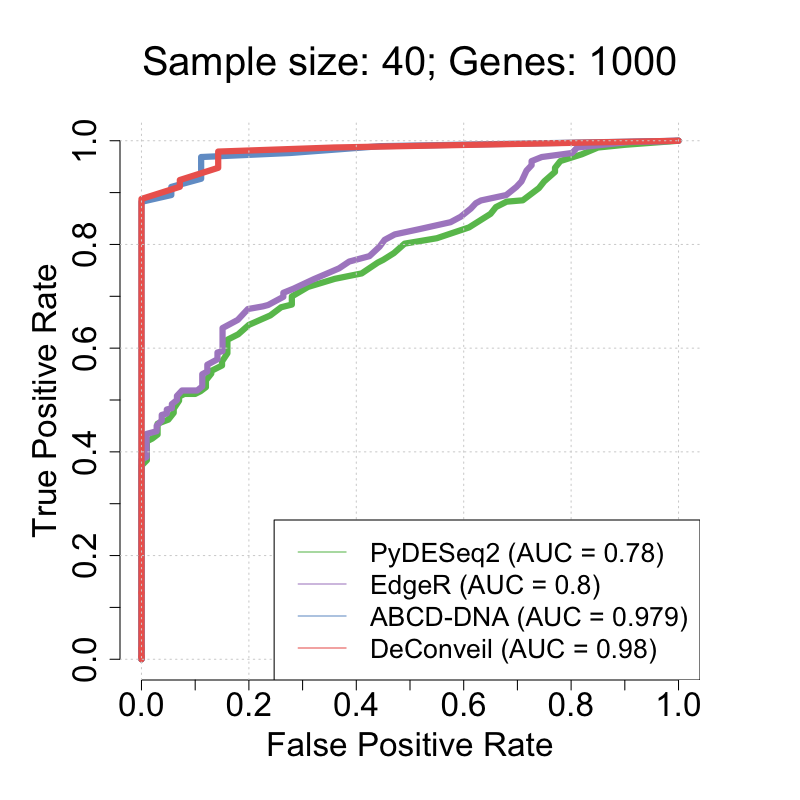 Sample size: 40; Genes: 1000
True Positive Rate
1.0
0.8
0.6
0.4
0.2
0.0
PyDESeq2 (AUC = 0.78)
EdgeR (AUC = 0.8)
ABCD-DNA (AUC = 0.979)
DeConveil (AUC = 0.98)
0.0 0.2 0.4 0.6 0.8 1.0
False Positive Rate